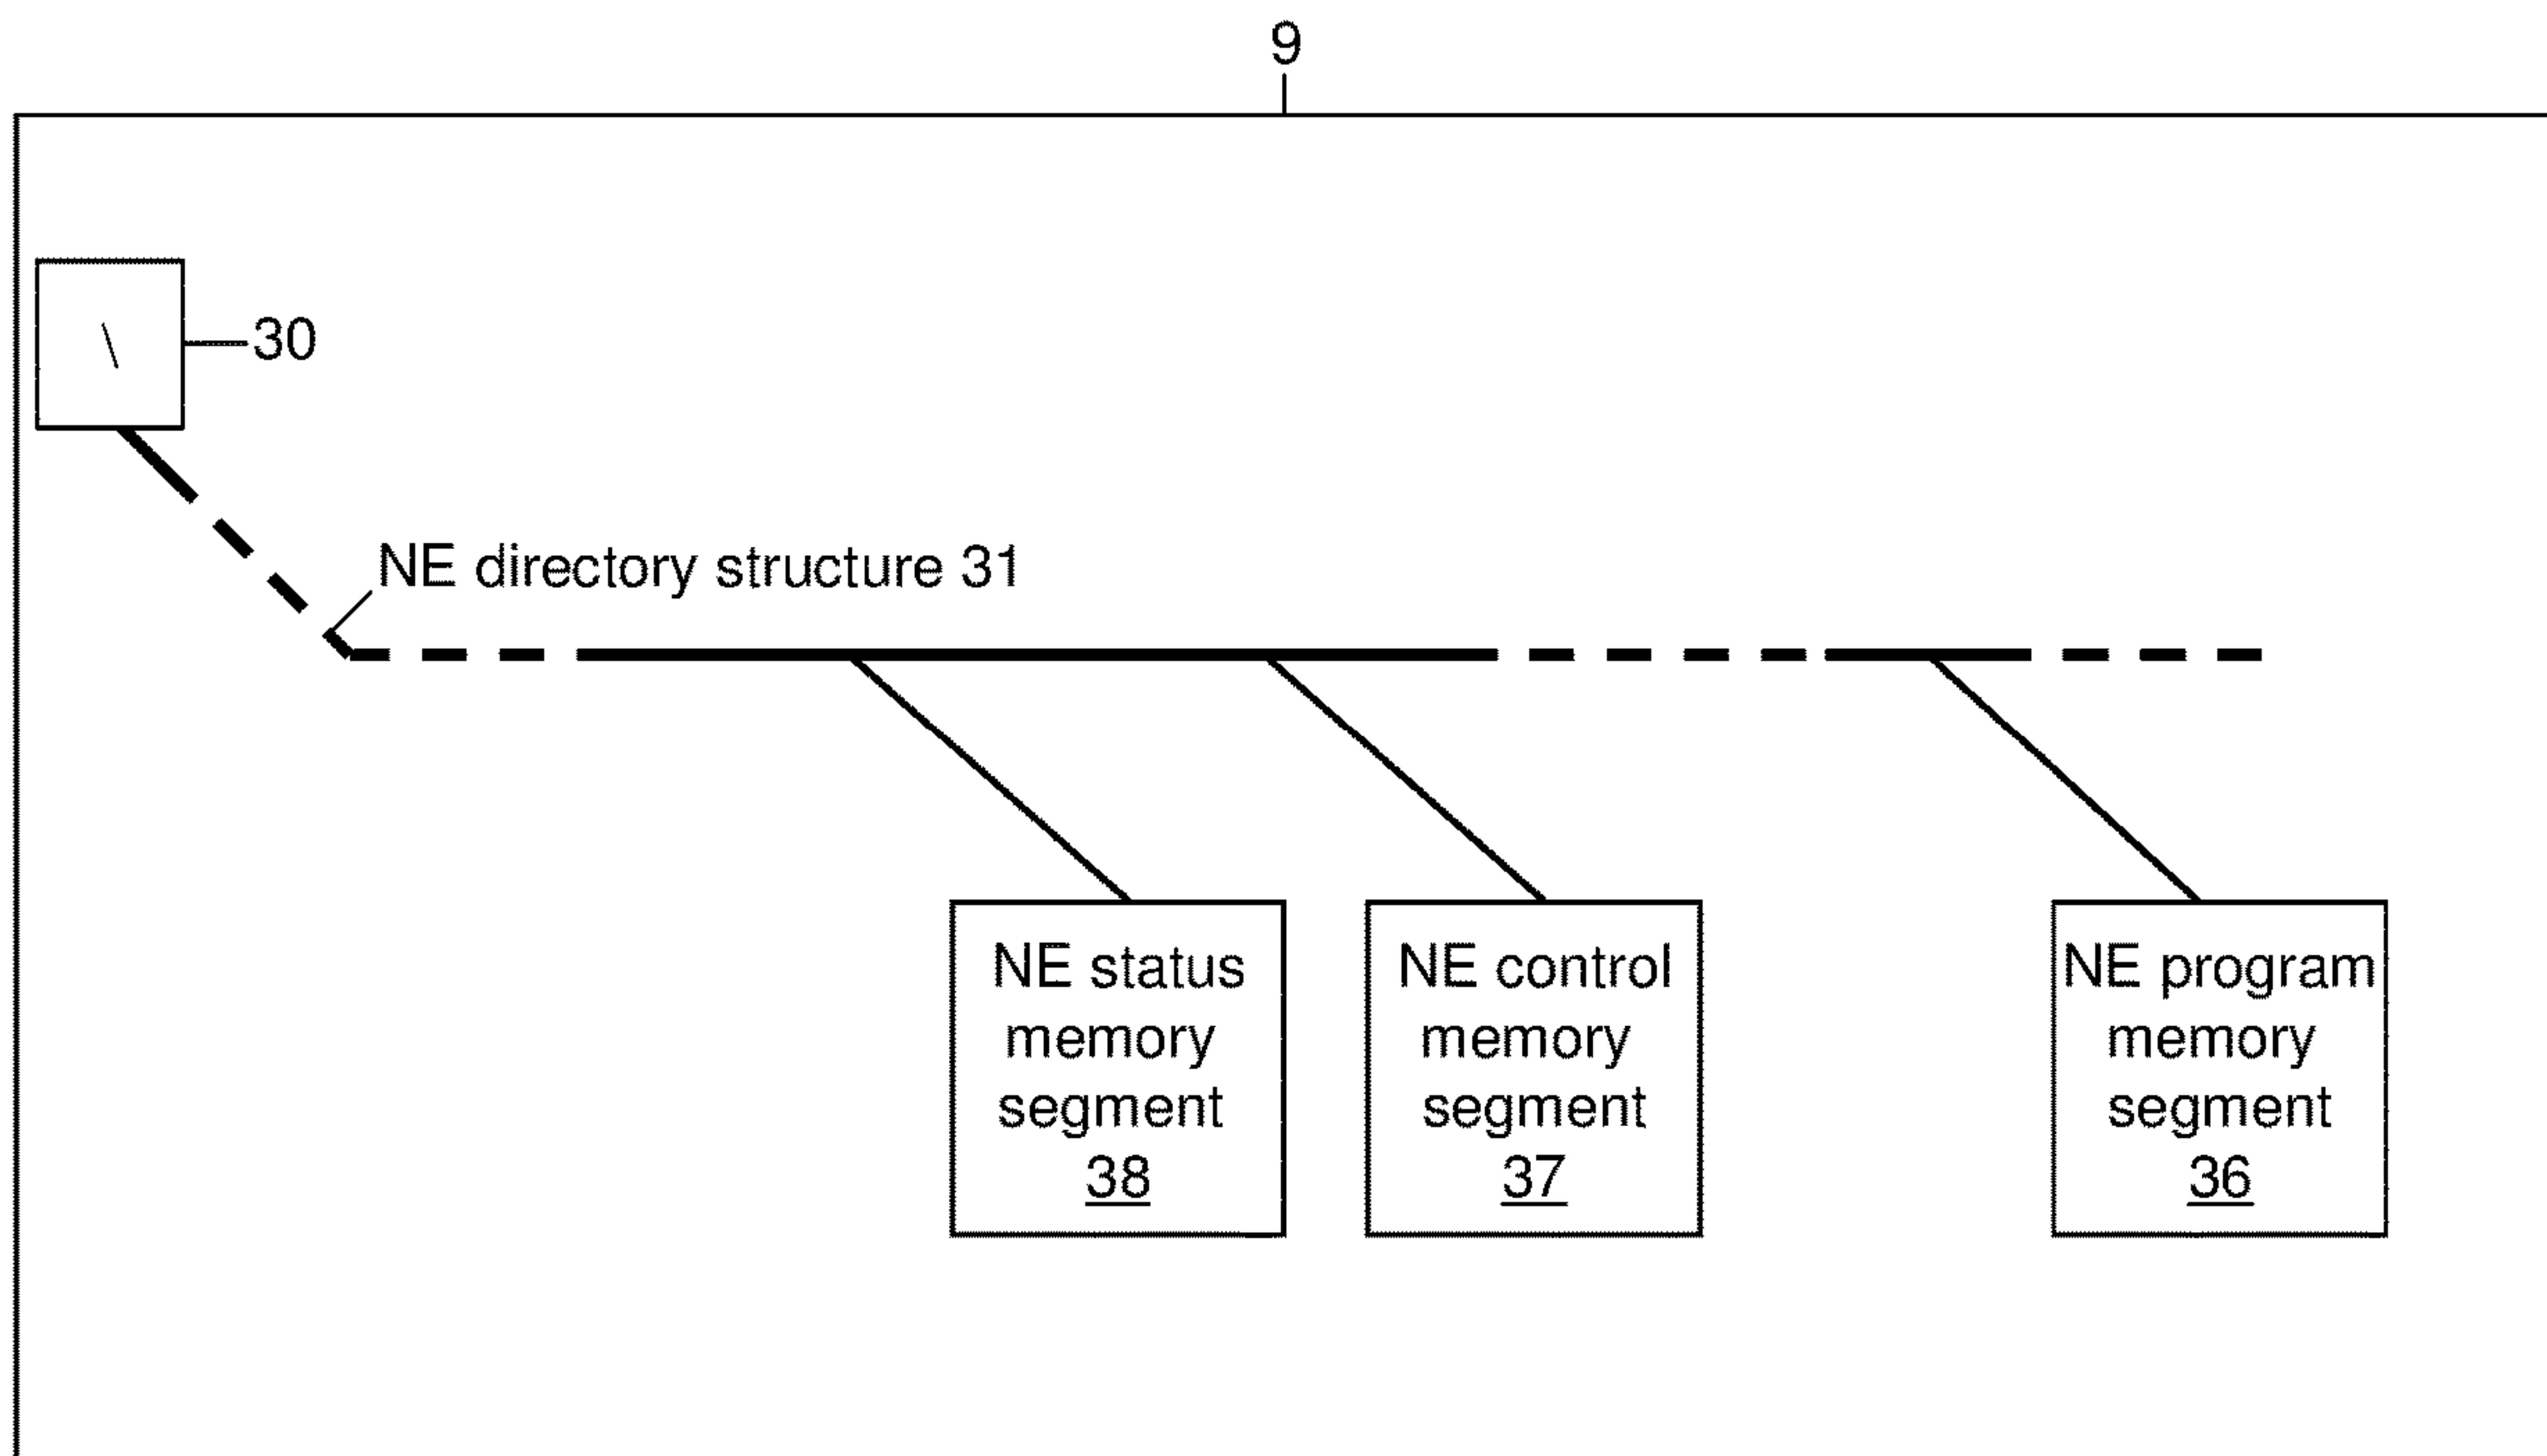 9
\
30
NE directory structure 31
NE status
memory
segment
38
NE control
memory
segment
37
NE program
memory
segment
36